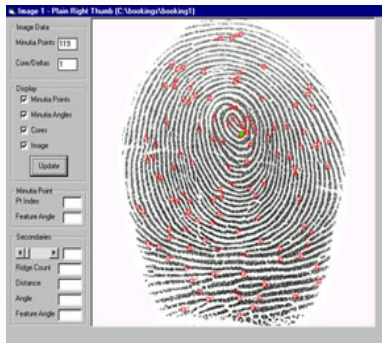 Image 1 - Plain Right Thumb (C:\bookings\booking1)
Image Data
Minutia Points 119
Core/Deltas 1
Display
Minutia Points
Minutia Angles
Cores
Image
Update
Minutia Point
Pt Index
Feature Angle
Secondaries
Ridge Count
Distance
Angle
Feature Angle